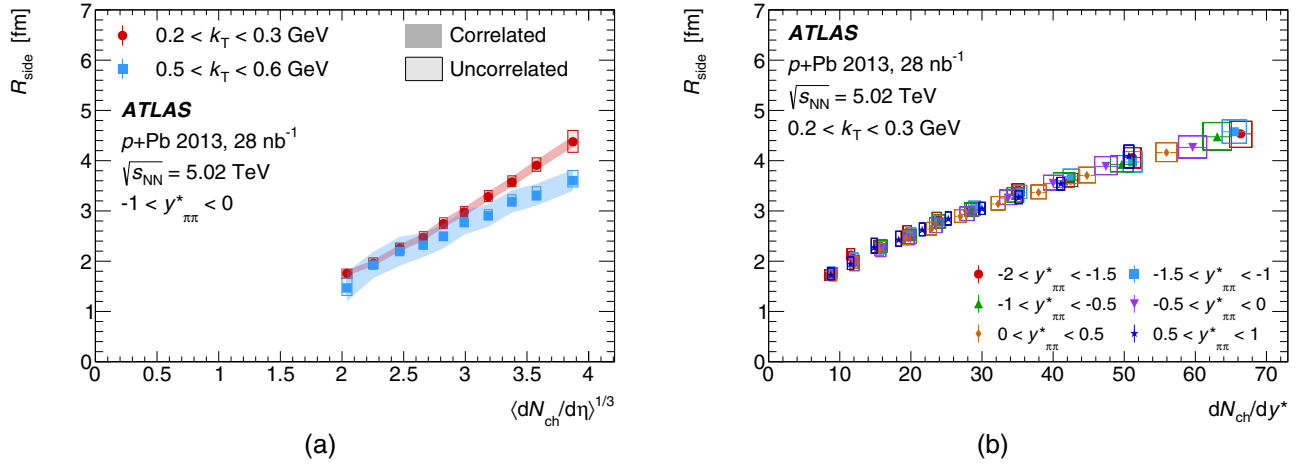 R_side [fm]
7
6
5
4
3
2
1
0
0 0.5 1 1.5 2 2.5 3 3.5 4
⟨dN_ch/dη⟩^1/3
0.2 < k_T < 0.3 GeV
0.5 < k_T < 0.6 GeV
Correlated
Uncorrelated
ATLAS
p+Pb 2013, 28 nb⁻¹
√s_NN = 5.02 TeV
-1 < y*_ππ < 0
(a)
R_side [fm]
7
6
5
4
3
2
1
0
0 10 20 30 40 50 60 70
dN_ch/dy*
ATLAS
p+Pb 2013, 28 nb⁻¹
√s_NN = 5.02 TeV
0.2 < k_T < 0.3 GeV
-2 < y*_ππ < -1.5 -1.5 < y*_ππ < -1
-1 < y*_ππ < -0.5 -0.5 < y*_ππ < 0
0 < y*_ππ < 0.5 0.5 < y*_ππ < 1
(b)